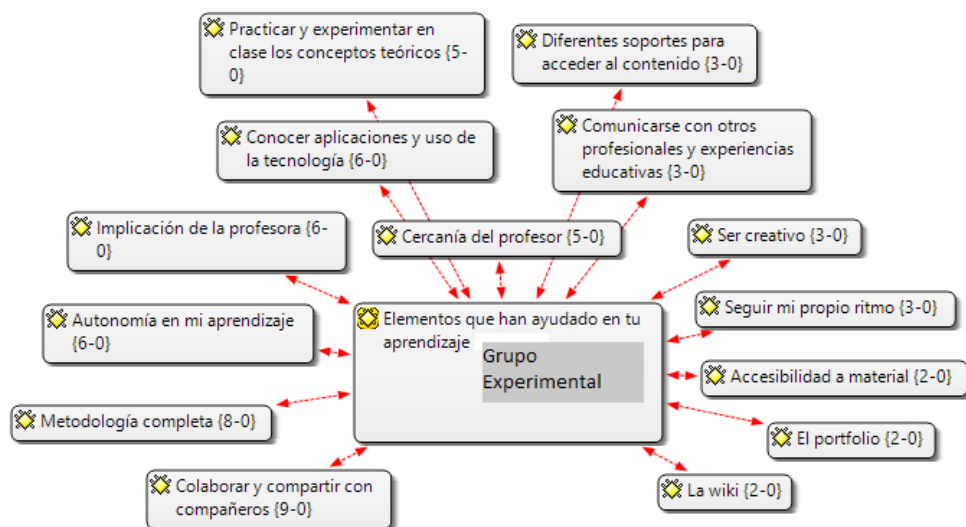 Practicar y experimentar en
clase los conceptos teóricos {5-
0}
Diferentes soportes para
acceder al contenido {3-0}
Conocer aplicaciones y uso de
la tecnología {6-0}
Comunicarse con otros
profesionales y experiencias
educativas {3-0}
Implicación de la profesora {6-
0}
Cercanía del profesor {5-0}
Ser creativo {3-0}
Autonomía en mi aprendizaje
{6-0}
Elementos que han ayudado en tu
aprendizaje
Grupo
Experimental
Seguir mi propio ritmo {3-0}
Accesibilidad a material {2-0}
Metodología completa {8-0}
El portfolio {2-0}
Colaborar y compartir con
compañeros {9-0}
La wiki {2-0}